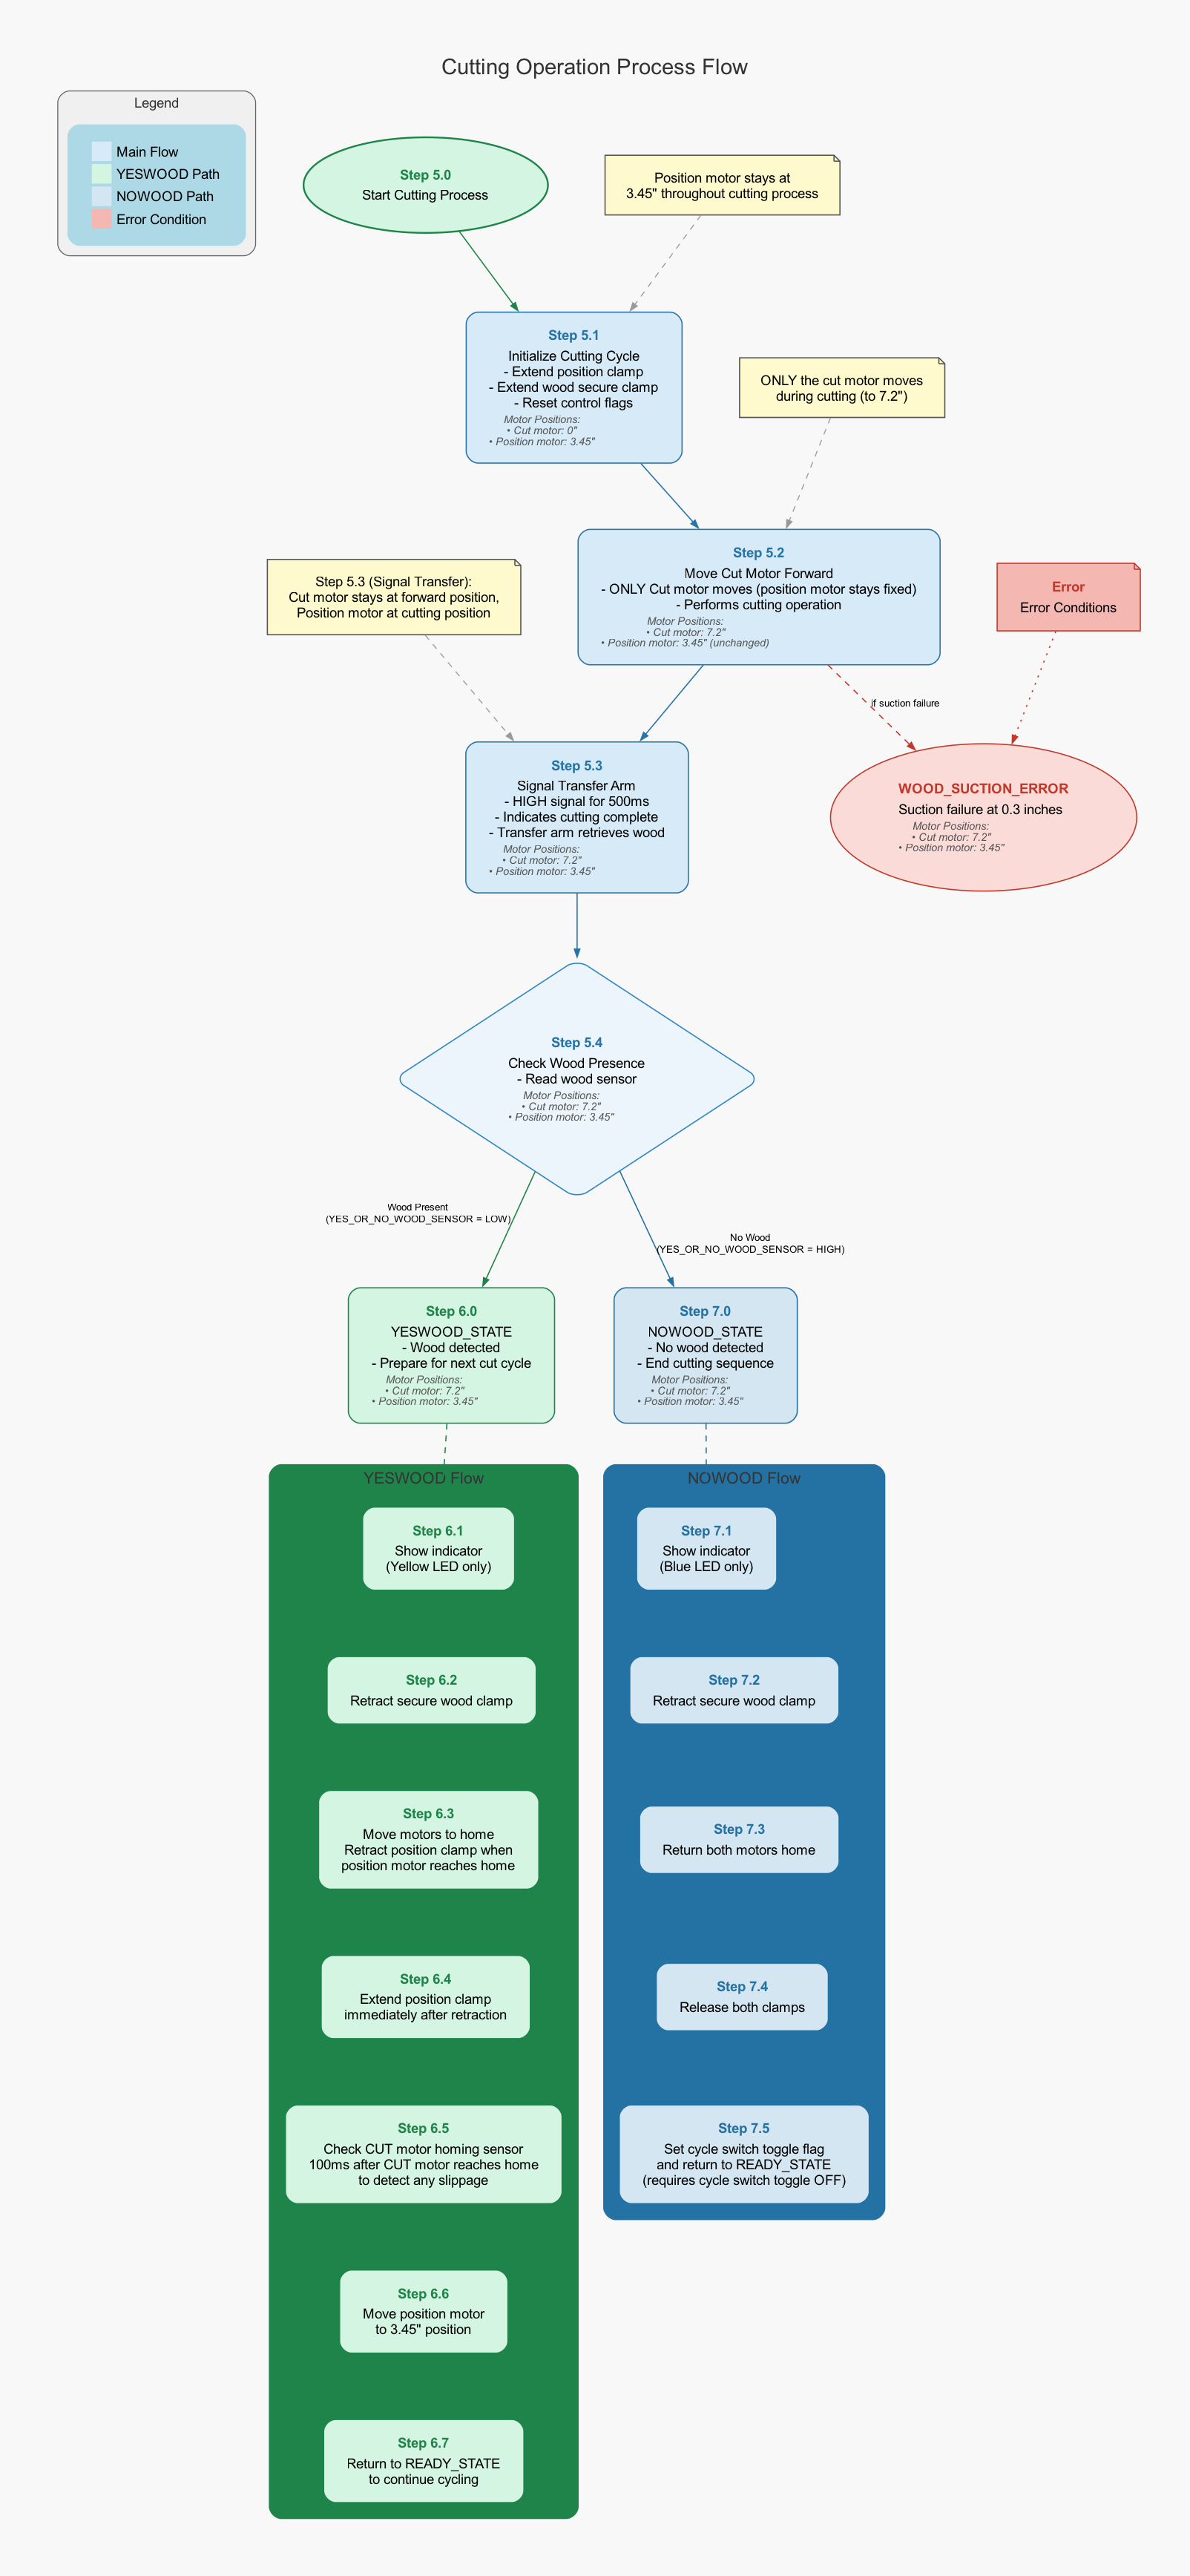 Cutting Operation Process Flow
Legend
Main Flow
YESWOOD Path
NOWOOD Path
Error Condition
Step 5.0
Start Cutting Process
Position motor stays at
3.45" throughout cutting process
Step 5.1
Initialize Cutting Cycle
- Extend position clamp
- Extend wood secure clamp
- Reset control flags
Motor Positions:
• Cut motor: 0"
• Position motor: 3.45"
ONLY the cut motor moves
during cutting (to 7.2")
Step 5.2
Move Cut Motor Forward
- ONLY Cut motor moves (position motor stays fixed)
- Performs cutting operation
Motor Positions:
• Cut motor: 7.2"
• Position motor: 3.45" (unchanged)
Step 5.3 (Signal Transfer):
Cut motor stays at forward position,
Position motor at cutting position
Error
Error Conditions
if suction failure
Step 5.3
Signal Transfer Arm
- HIGH signal for 500ms
- Indicates cutting complete
- Transfer arm retrieves wood
Motor Positions:
• Cut motor: 7.2"
• Position motor: 3.45"
WOOD_SUCTION_ERROR
Suction failure at 0.3 inches
Motor Positions:
• Cut motor: 7.2"
• Position motor: 3.45"
Step 5.4
Check Wood Presence
- Read wood sensor
Motor Positions:
• Cut motor: 7.2"
• Position motor: 3.45"
Wood Present
(YES_OR_NO_WOOD_SENSOR = LOW)
No Wood
(YES_OR_NO_WOOD_SENSOR = HIGH)
Step 6.0
YESWOOD_STATE
- Wood detected
- Prepare for next cut cycle
Motor Positions:
• Cut motor: 7.2"
• Position motor: 3.45"
Step 7.0
NOWOOD_STATE
- No wood detected
- End cutting sequence
Motor Positions:
• Cut motor: 7.2"
• Position motor: 3.45"
YESWOOD Flow
Step 6.1
Show indicator
(Yellow LED only)
Step 6.2
Retract secure wood clamp
Step 6.3
Move motors to home
Retract position clamp when
position motor reaches home
Step 6.4
Extend position clamp
immediately after retraction
Step 6.5
Check CUT motor homing sensor
100ms after CUT motor reaches home
to detect any slippage
Step 6.6
Move position motor
to 3.45" position
Step 6.7
Return to READY_STATE
to continue cycling
NOWOOD Flow
Step 7.1
Show indicator
(Blue LED only)
Step 7.2
Retract secure wood clamp
Step 7.3
Return both motors home
Step 7.4
Release both clamps
Step 7.5
Set cycle switch toggle flag
and return to READY_STATE
(requires cycle switch toggle OFF)